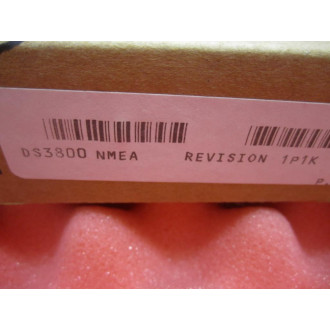 DS3800 NMEA REVISION 1P1K
P